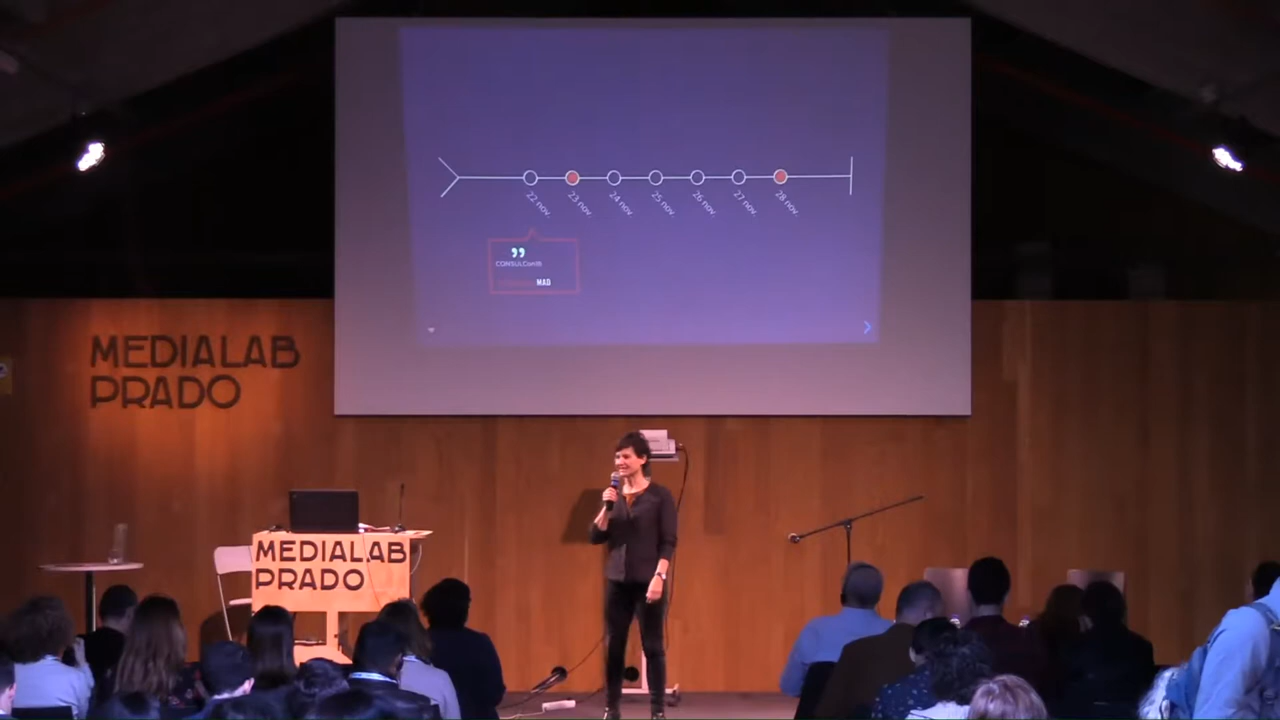 22 nov.
23 nov.
24 nov.
25 nov.
26 nov.
27 nov.
28 nov.
CONSULCon18
MAD
MEDIALAB
PRADO
MEDIALAB
PRADO